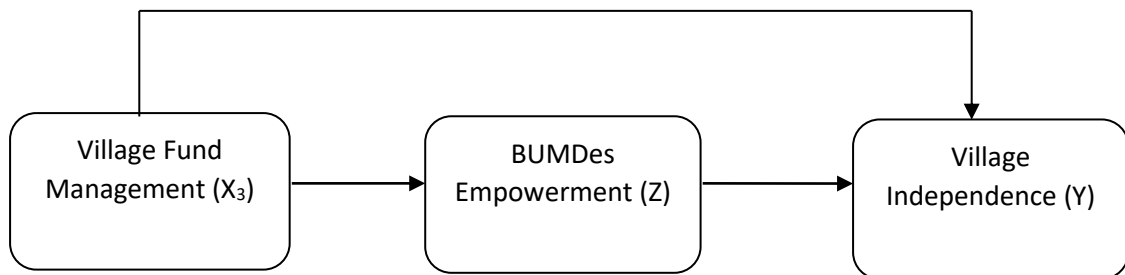 Village Fund
Management (X₃)
BUMDes
Empowerment (Z)
Village
Independence (Y)